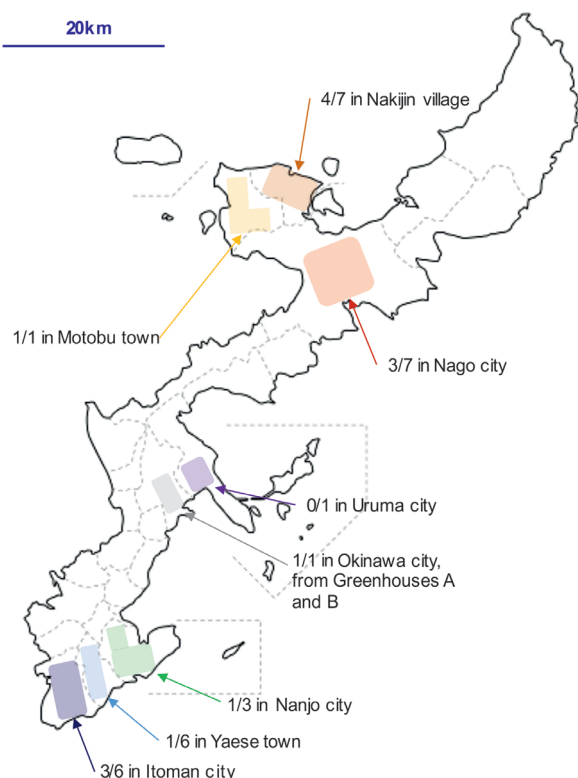 20km
4/7 in Nakijin village
1/1 in Motobu town
3/7 in Nago city
0/1 in Uruma city
1/1 in Okinawa city,
from Greenhouses A
and B
1/3 in Nanjo city
1/6 in Yaese town
3/6 in Itoman city